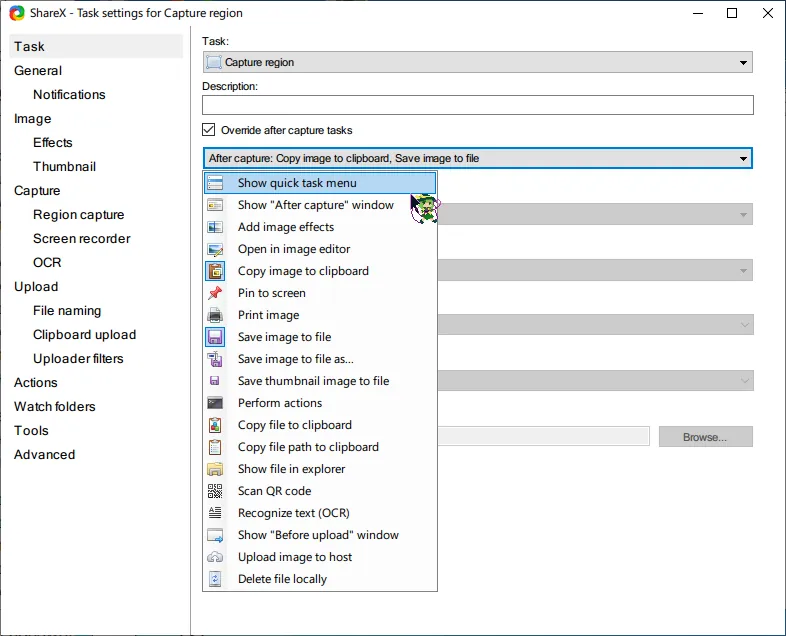 ShareX - Task settings for Capture region
Task
General
Notifications
Image
Effects
Thumbnail
Capture
Region capture
Screen recorder
OCR
Upload
File naming
Clipboard upload
Uploader filters
Actions
Watch folders
Tools
Advanced
Task:
Capture region
Description:
Override after capture tasks
After capture: Copy image to clipboard, Save image to file
Show quick task menu
Show "After capture" window
Add image effects
Open in image editor
Copy image to clipboard
Pin to screen
Print image
Save image to file
Save image to file as...
Save thumbnail image to file
Perform actions
Copy file to clipboard
Copy file path to clipboard
Show file in explorer
Scan QR code
Recognize text (OCR)
Show "Before upload" window
Upload image to host
Delete file locally
Browse...